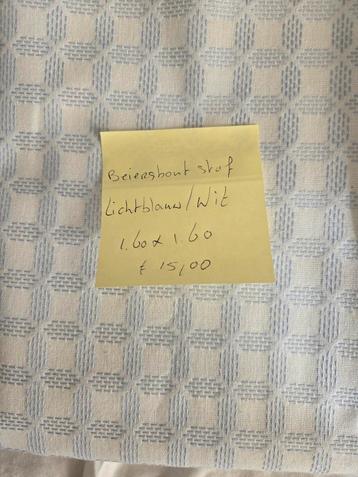 Beiersbont stof
Lichtblauw/Wit
1.60 x 1.60
€ 15,00